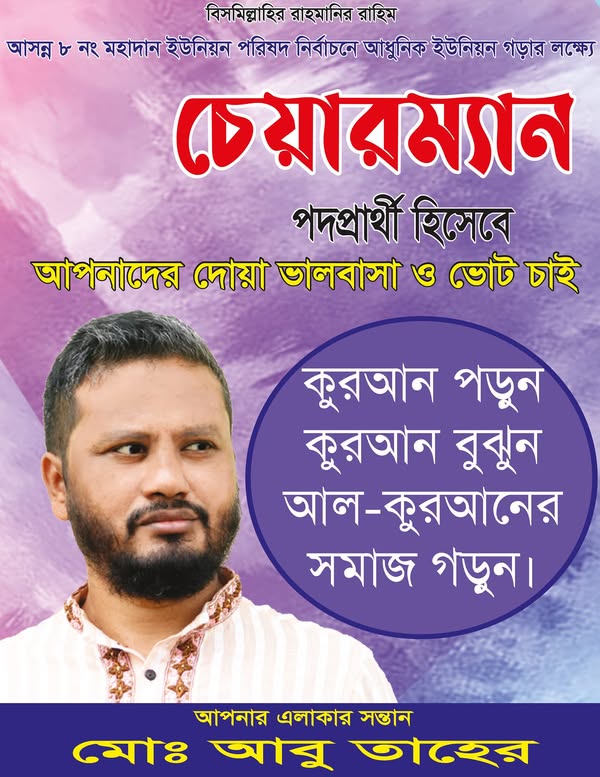 বিসমিল্লাহির রাহমানির রাহিম
আসন্ন ৮ নং মহাদান ইউনিয়ন পরিষদ নির্বাচনে আধুনিক ইউনিয়ন গড়ার লক্ষ্যে
চেয়ারম্যান
পদপ্রার্থী হিসেবে
আপনাদের দোয়া ভালবাসা ও ভোট চাই
কুরআন পড়ুন
কুরআন বুঝুন
আল-কুরআনের
সমাজ গড়ুন।
আপনার এলাকার সন্তান
মোঃ আবু তাহের